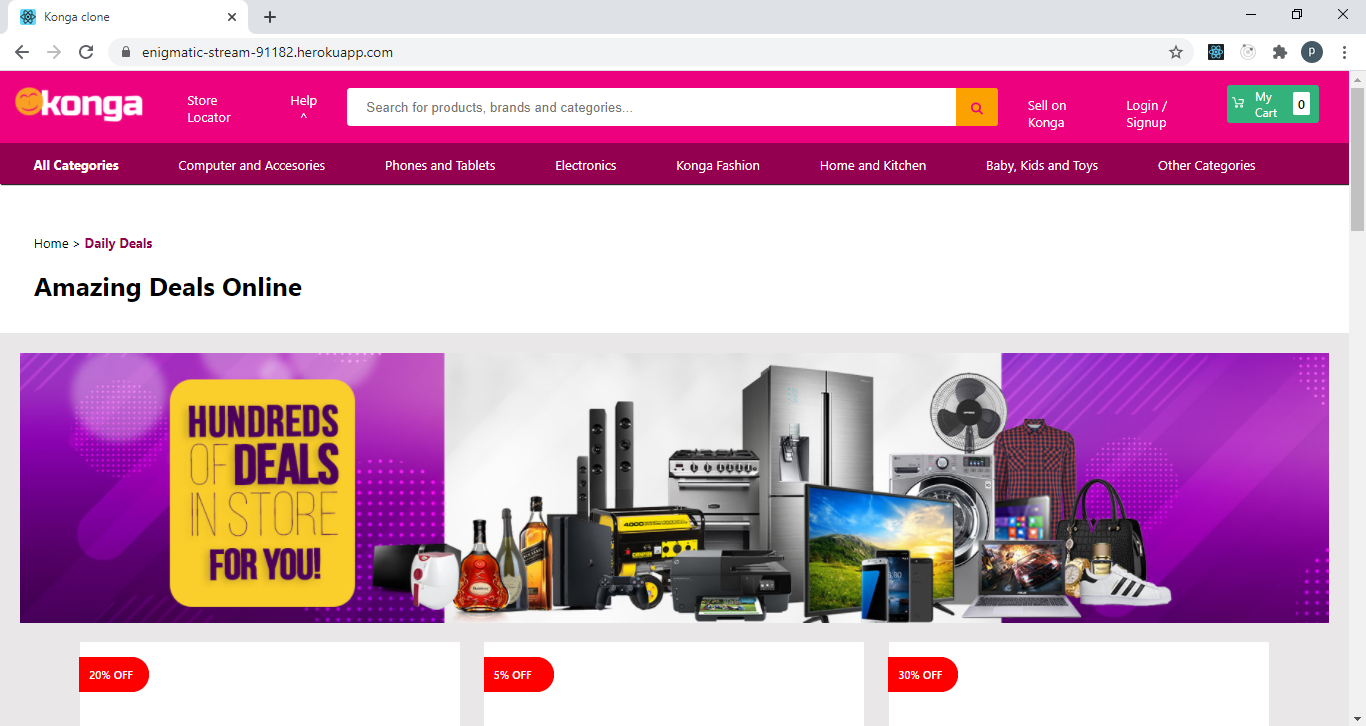 Konga clone
enigmatic-stream-91182.herokuapp.com
P
konga
Store
Locator
Help
^
Search for products, brands and categories...
Sell on
Konga
Login /
Signup
My
Cart
0
All Categories
Computer and Accesories
Phones and Tablets
Electronics
Konga Fashion
Home and Kitchen
Baby, Kids and Toys
Other Categories
Home > Daily Deals
Amazing Deals Online
HUNDREDS
OF DEALS
IN STORE
FOR YOU!
20% OFF
5% OFF
30% OFF